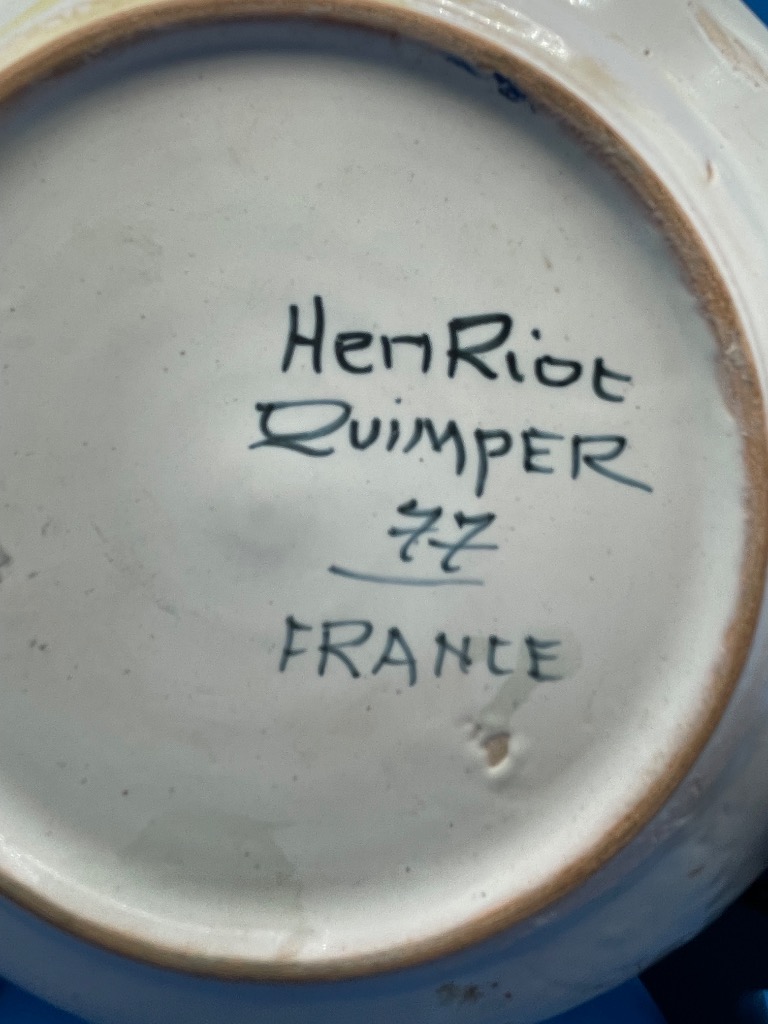 HenRiot
QUIMPER
77
FRANCE